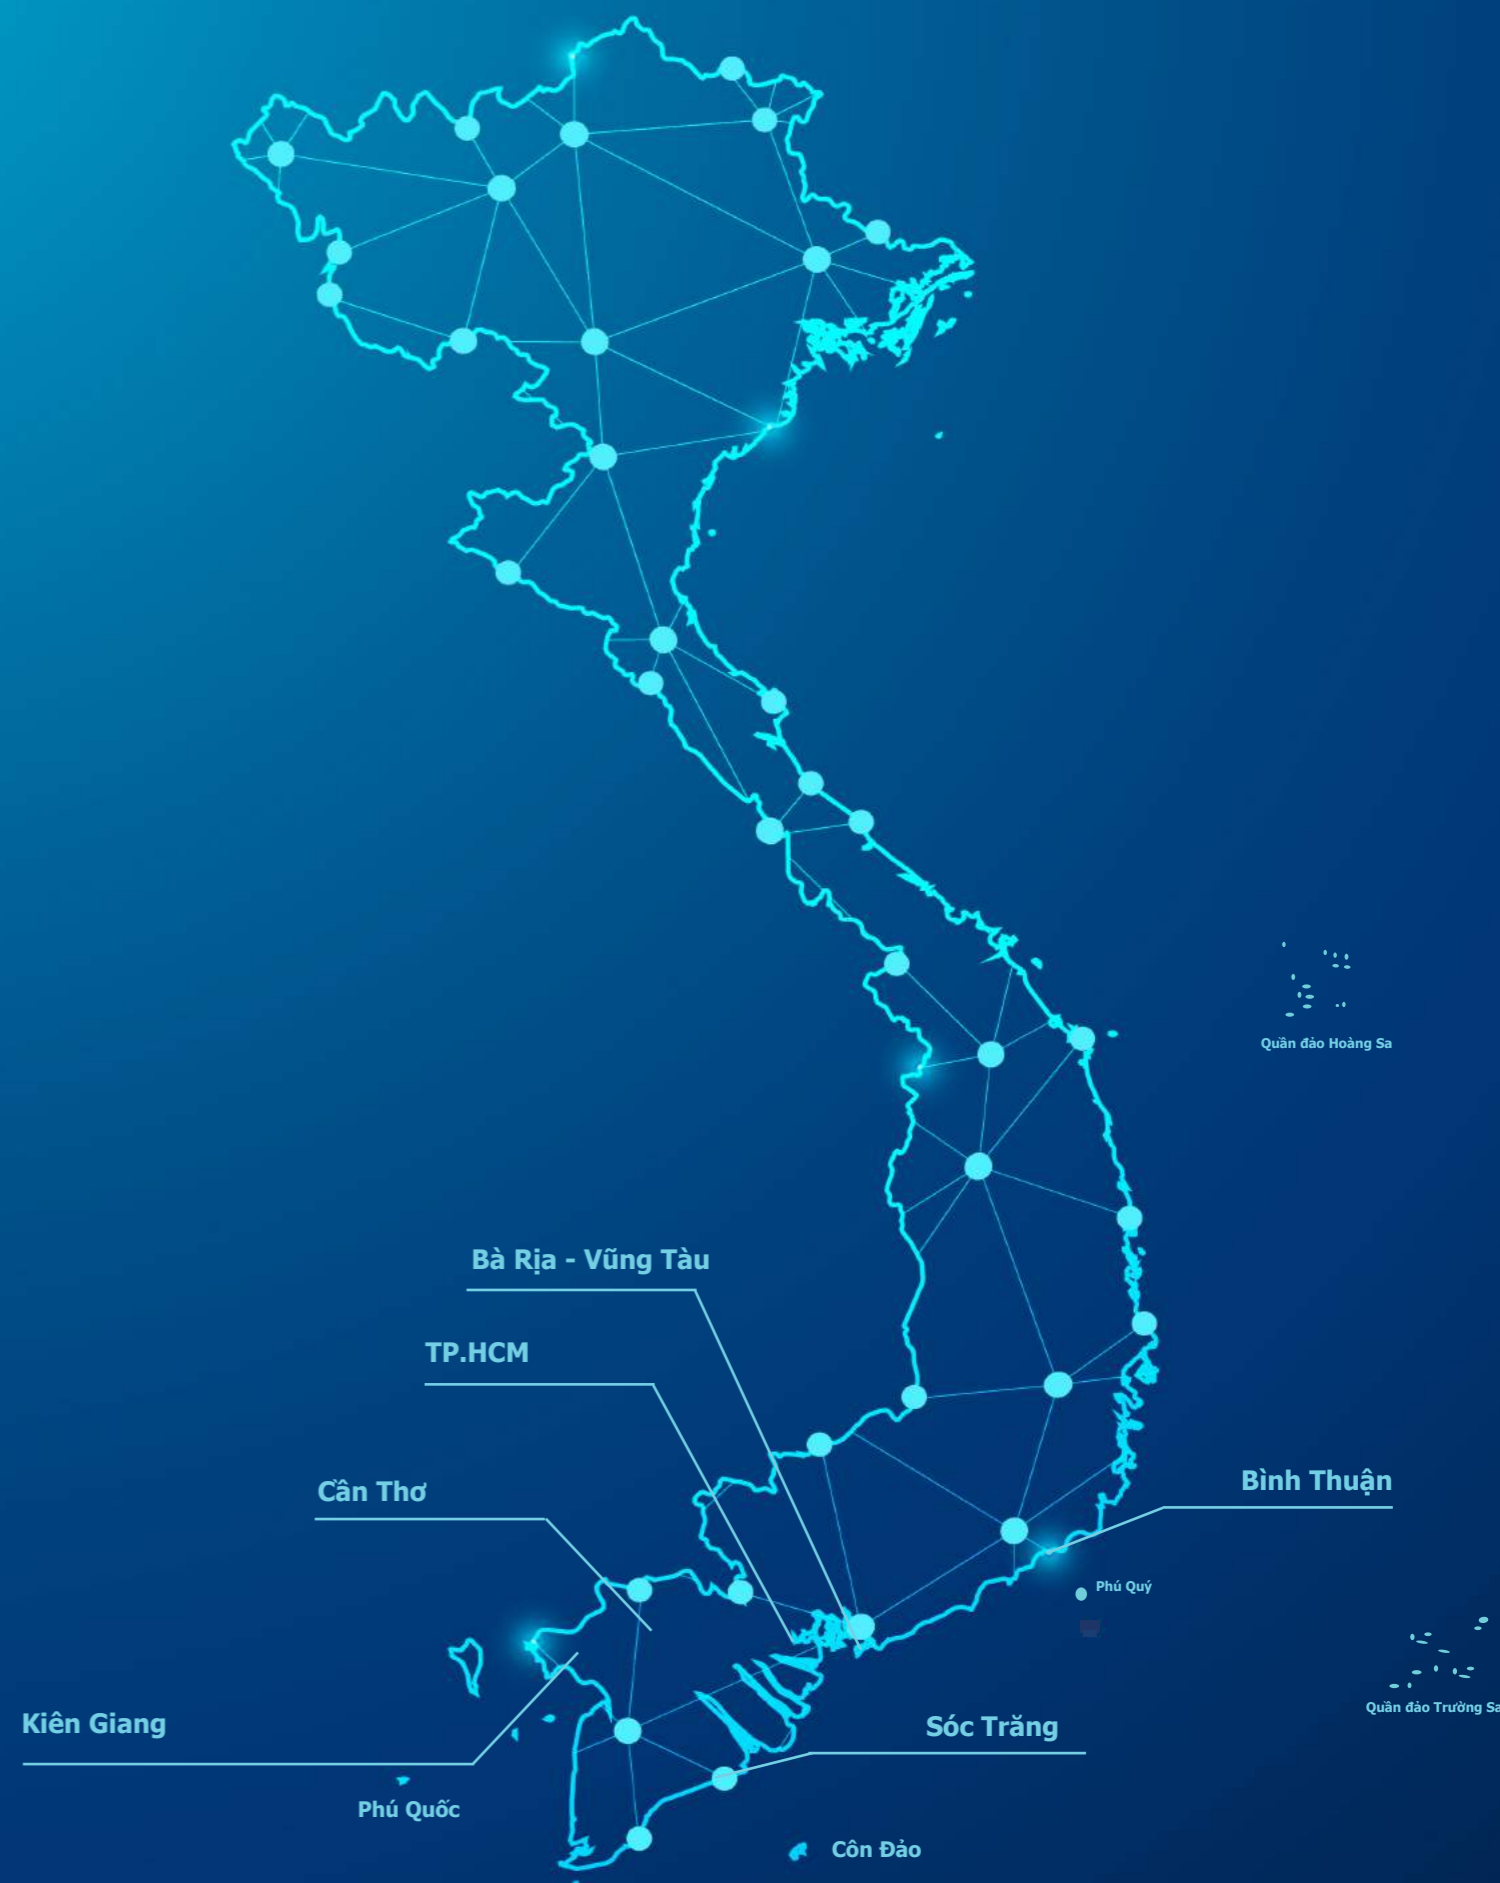 Quần đảo Hoàng Sa
Bà Rịa - Vũng Tàu
TP.HCM
Cần Thơ
Bình Thuận
Phú Quý
Quần đảo Trường Sa
Kiên Giang
Sóc Trăng
Phú Quốc
Côn Đảo